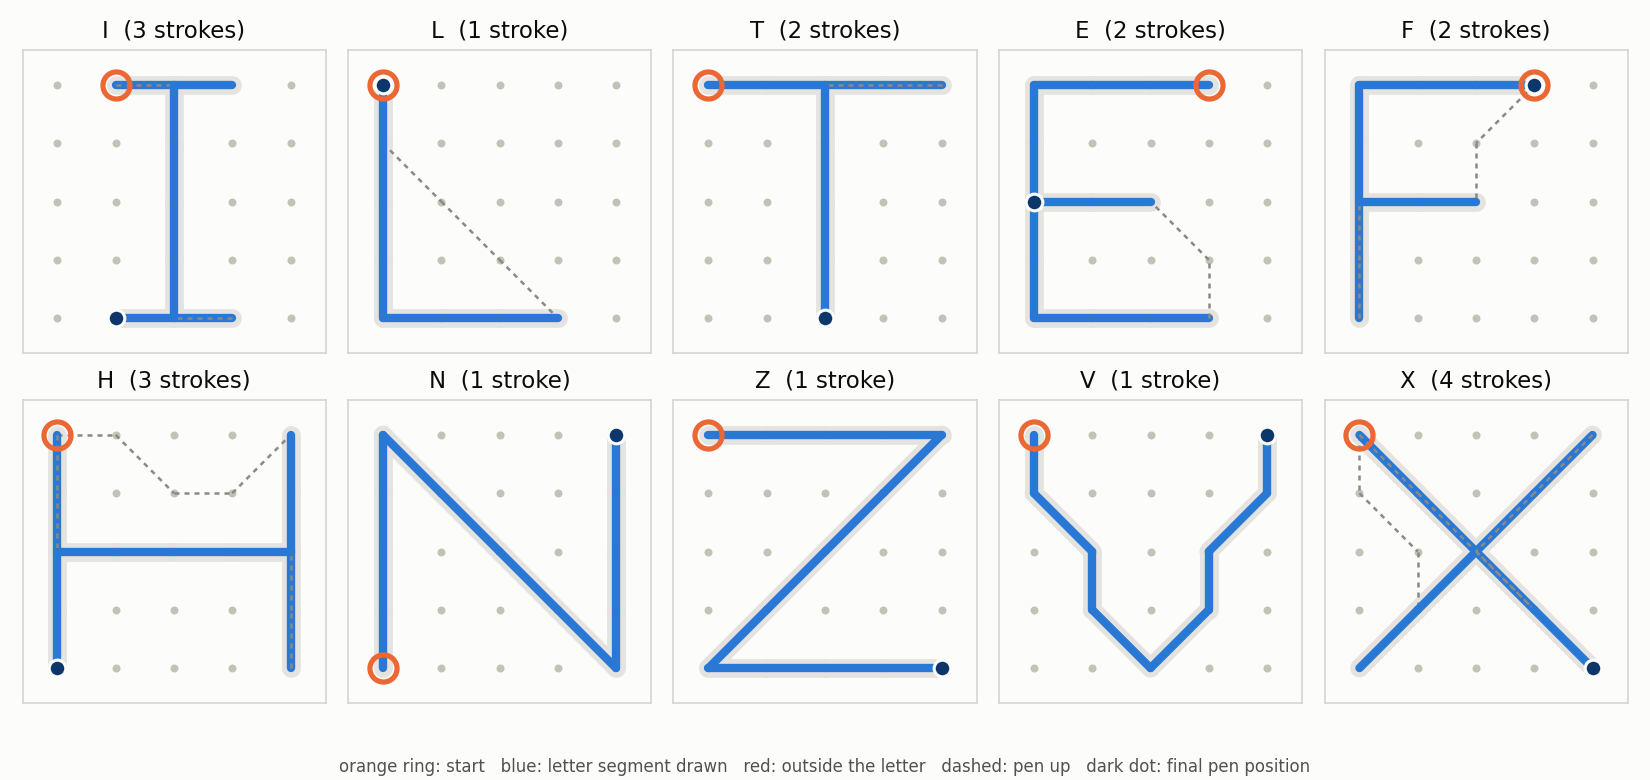 I (3 strokes)
L (1 stroke)
T (2 strokes)
E (2 strokes)
F (2 strokes)
H (3 strokes)
N (1 stroke)
Z (1 stroke)
V (1 stroke)
X (4 strokes)
orange ring: start blue: letter segment drawn red: outside the letter dashed: pen up dark dot: final pen position